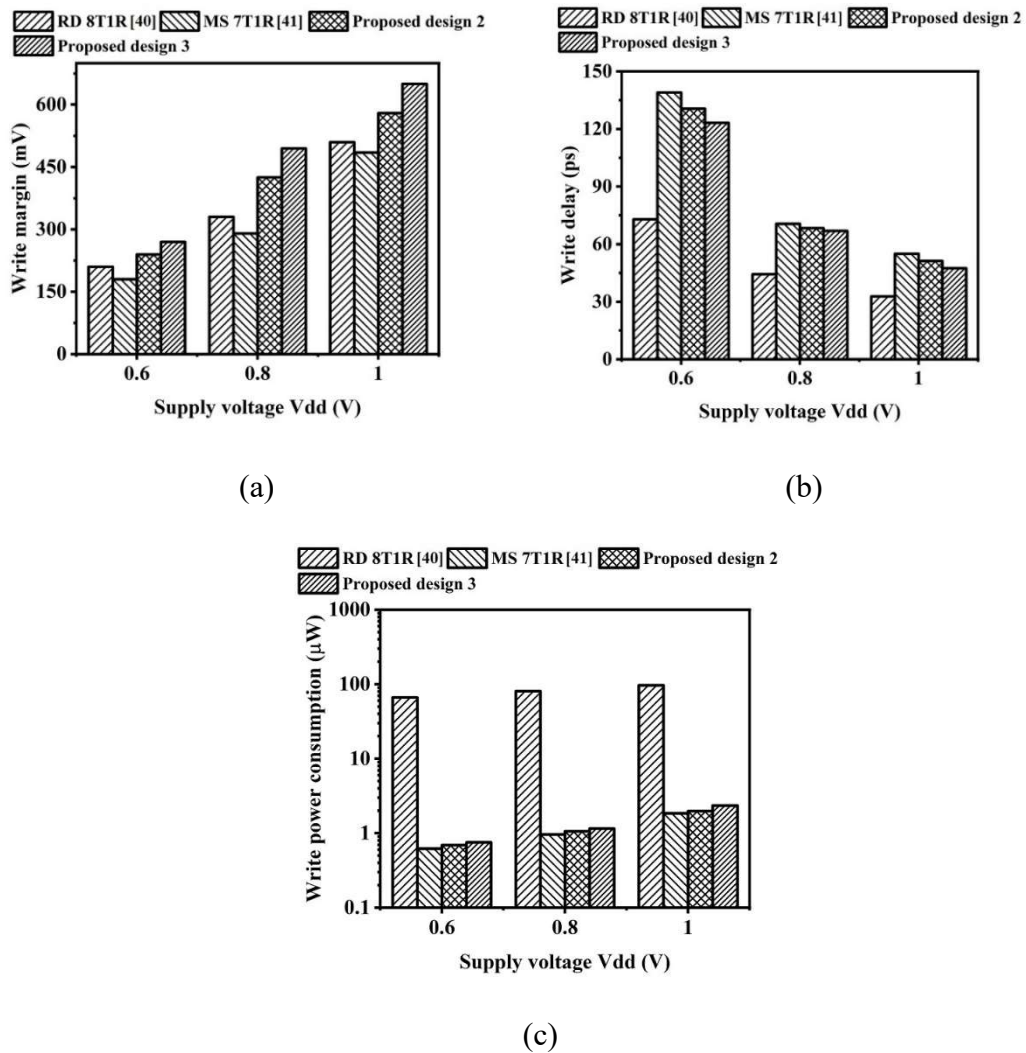 RD 8T1R [40] MS 7T1R [41] Proposed design 2
Proposed design 3
Write margin (mV)
600
450
300
150
0
0.6 0.8 1
Supply voltage Vdd (V)
(a)
RD 8T1R [40] MS 7T1R [41] Proposed design 2
Proposed design 3
Write delay (ps)
150
120
90
60
30
0
0.6 0.8 1
Supply voltage Vdd (V)
(b)
RD 8T1R [40] MS 7T1R [41] Proposed design 2
Proposed design 3
Write power consumption (μW)
1000
100
10
1
0.1
0.6 0.8 1
Supply voltage Vdd (V)
(c)